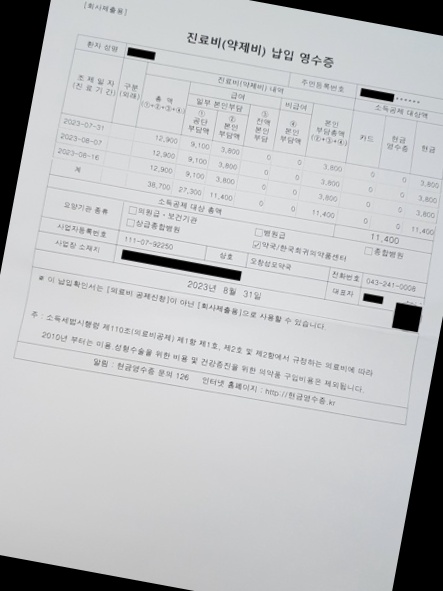 [회사제출용]
진료비(약제비) 납입 영수증
환자 성명
주민등록번호 ******
조제일자 (진료기간)
구분 (외래)
진료비(약제비) 내역
소득공제 대상액
총 액 (①+②+③+④)
급여
비급여
본인 부담총액 (②+③+④)
카드
현금 영수증
현금
일부 본인부담
① 공단 부담액
② 본인 부담액
③ 전액 본인 부담
④ 본인 부담액
2023-07-31 12,900 9,100 3,800 0 0 3,800 0 0 3,800
2023-08-07 12,900 9,100 3,800 0 0 3,800 0 0 3,800
2023-08-16 12,900 9,100 3,800 0 0 3,800 0 0 3,800
계 38,700 27,300 11,400 0 0 11,400 0 0 11,400
소득공제 대상 총액 11,400
요양기관 종류 □의원급·보건기관 □병원급 □종합병원
□상급종합병원 ☑약국/한국희귀의약품센터
사업자등록번호 111-07-92250 상호 오창성모약국 전화번호 043-241-0008
사업장 소재지 대표자
2023년 8월 31일
※ 이 납입확인서는 [의료비 공제신청]이 아닌 [회사제출용]으로 사용할 수 있습니다.
주 : 소득세법시행령 제110조(의료비공제) 제1항 제1호, 제2호 및 제2항에서 규정하는 의료비에 따라
2010년 부터는 미용.성형수술을 위한 비용 및 건강증진을 위한 의약품 구입비용은 제외됩니다.
알림 : 현금영수증 문의 126 인터넷 홈페이지 : http://현금영수증.kr